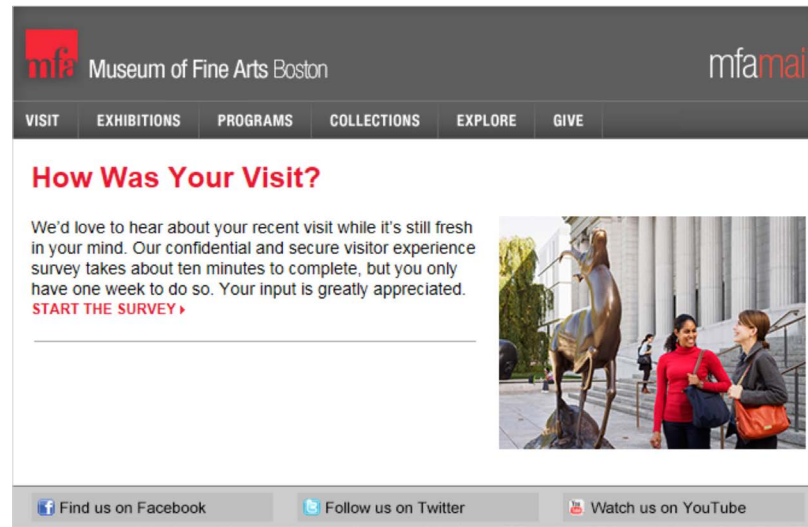 mfa Museum of Fine Arts Boston
mfamai
VISIT EXHIBITIONS PROGRAMS COLLECTIONS EXPLORE GIVE
How Was Your Visit?
We'd love to hear about your recent visit while it's still fresh
in your mind. Our confidential and secure visitor experience
survey takes about ten minutes to complete, but you only
have one week to do so. Your input is greatly appreciated.
START THE SURVEY
Find us on Facebook Follow us on Twitter Watch us on YouTube